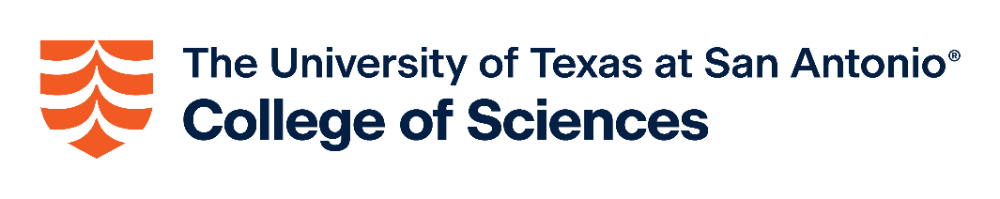 The University of Texas at San Antonio®
College of Sciences